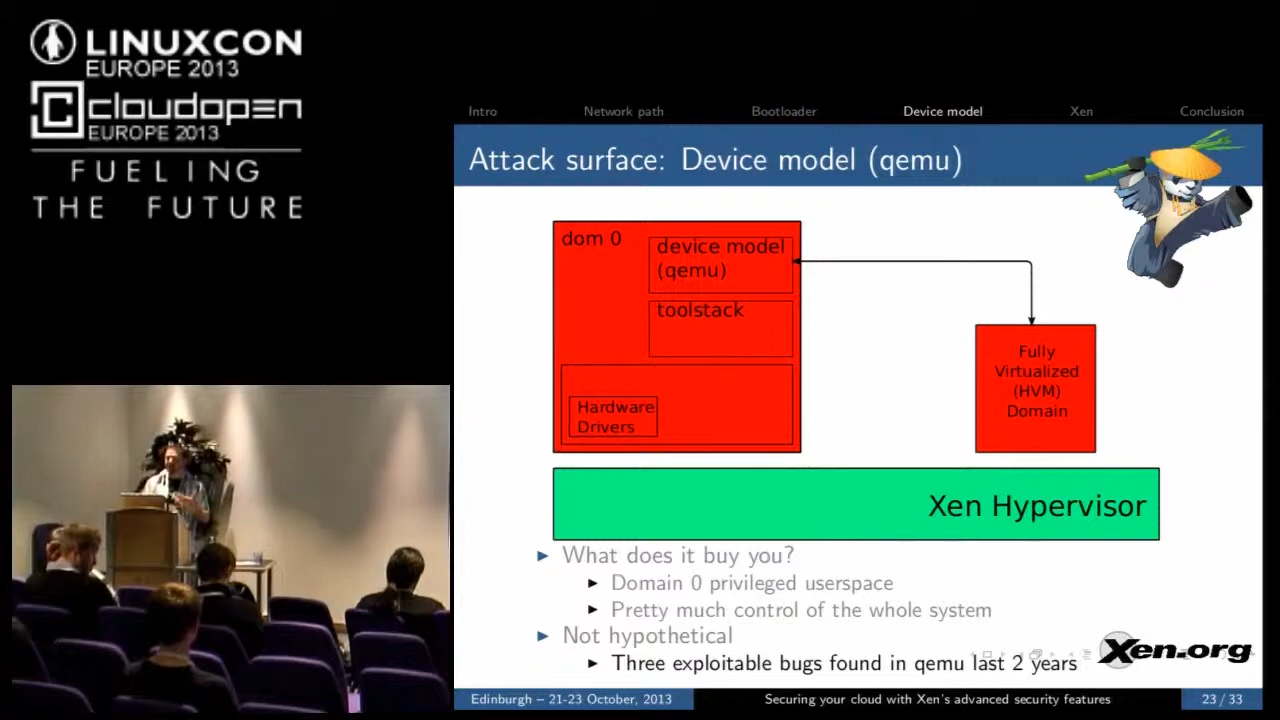 LINUXCON
EUROPE 2013
cloudopen
EUROPE 2013
FUELING
THE FUTURE
Intro Network path Bootloader Device model Xen Conclusion
Attack surface: Device model (qemu)
dom 0
device model
(qemu)
toolstack
Hardware
Drivers
Fully
Virtualized
(HVM)
Domain
Xen Hypervisor
What does it buy you?
Domain 0 privileged userspace
Pretty much control of the whole system
Not hypothetical
Three exploitable bugs found in qemu last 2 years
Xen.org
Edinburgh – 21-23 October, 2013 Securing your cloud with Xen's advanced security features 23 / 33